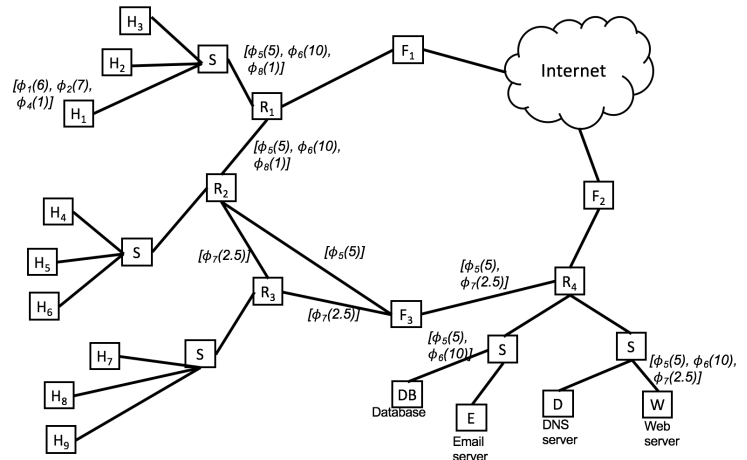 H₃
F₁
[ϕ₅(5), ϕ₆(10),
ϕ₈(1)]
S
H₂
Internet
[ϕ₁(6), ϕ₂(7),
ϕ₄(1)]
H₁
R₁
[ϕ₅(5), ϕ₆(10),
ϕ₈(1)]
R₂
F₂
H₄
S
H₅
H₆
[ϕ₇(2.5)]
[ϕ₅(5)]
[ϕ₅(5),
ϕ₇(2.5)]
R₄
R₃
[ϕ₇(2.5)]
F₃
[ϕ₅(5),
ϕ₆(10)]
S
S
H₇
S
[ϕ₅(5), ϕ₆(10),
ϕ₇(2.5)]
H₈
DB
Database
E
Email
server
D
DNS
server
W
Web
server
H₉